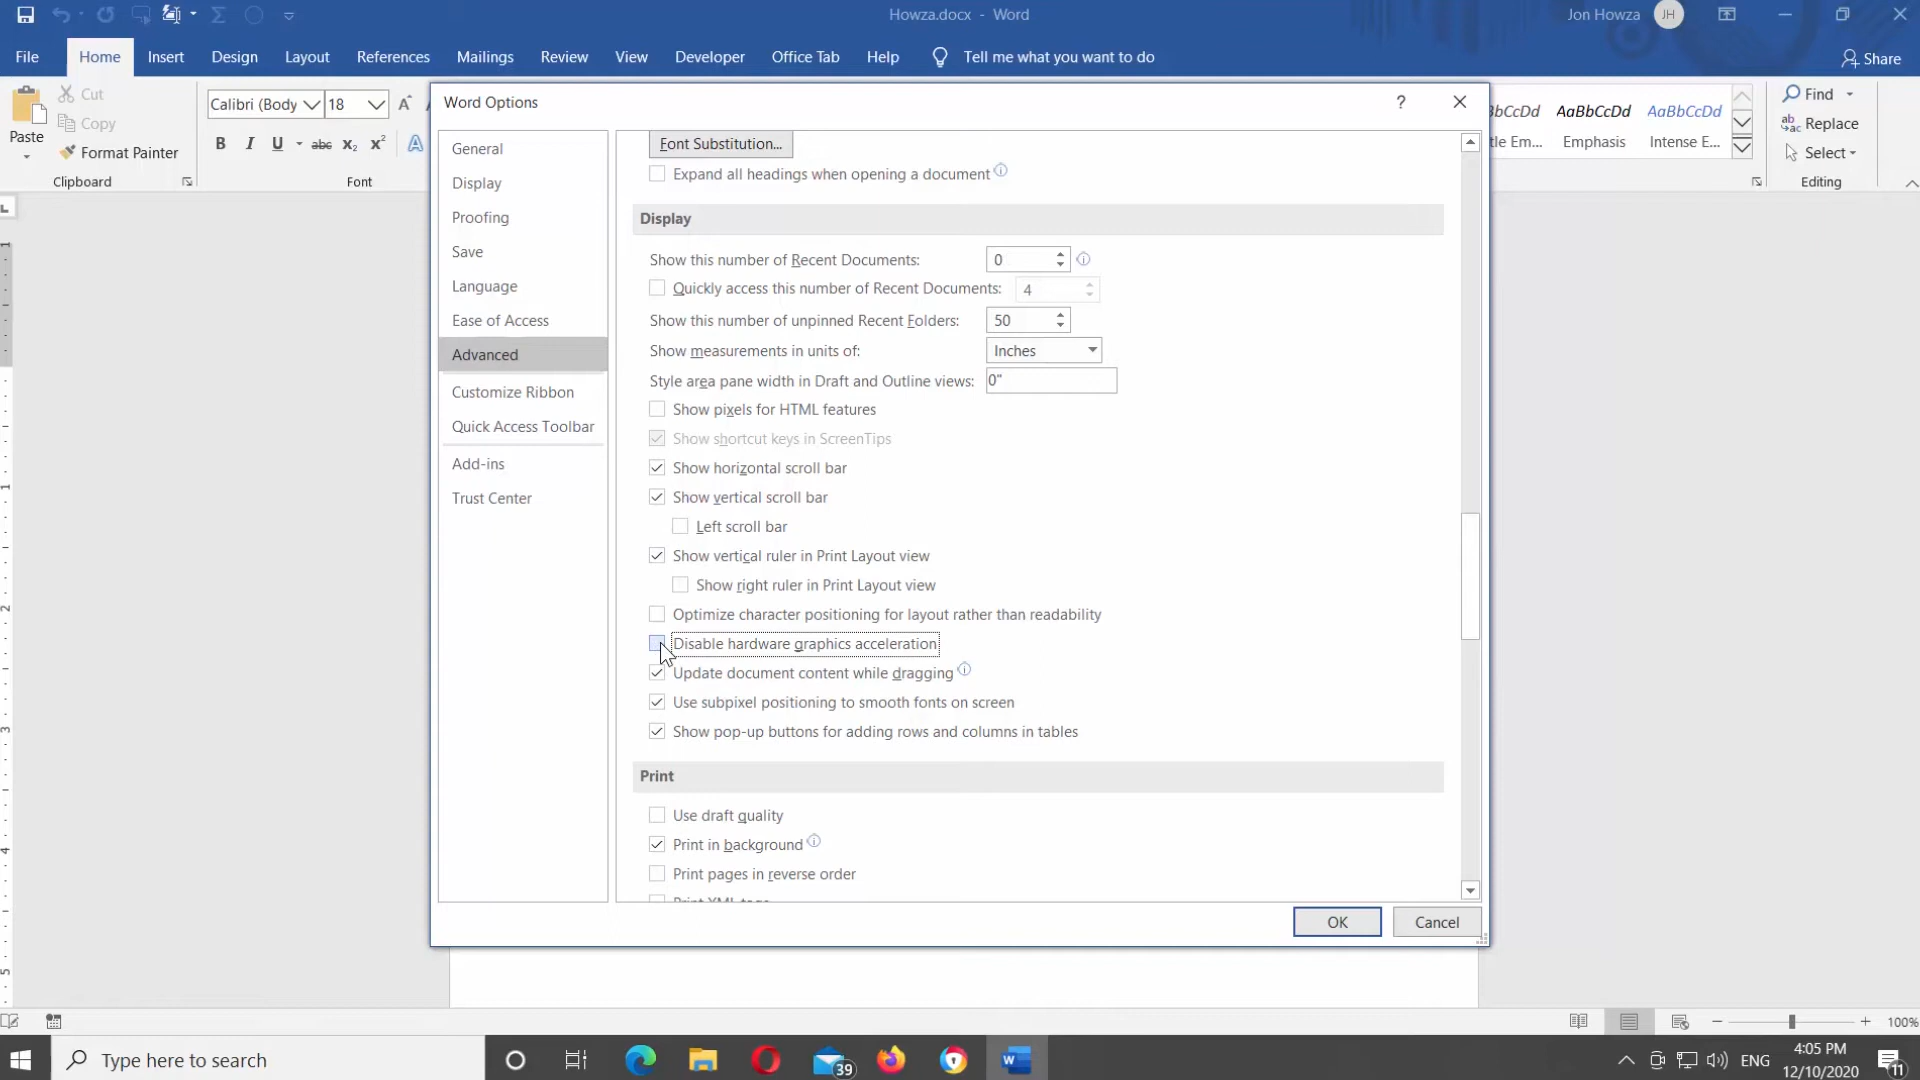 Howza.docx - Word
Jon Howza JH
File Home Insert Design Layout References Mailings Review View Developer Office Tab Help Tell me what you want to do Share
Paste
Cut
Copy
Format Painter
Clipboard
Calibri (Body 18
B I U abc x₂ x² A
Font
AaBbCcDd AaBbCcDd
Emphasis Intense E...
Find
Replace
Select
Editing
Word Options
General
Display
Proofing
Save
Language
Ease of Access
Advanced
Customize Ribbon
Quick Access Toolbar
Add-ins
Trust Center
Font Substitution...
Expand all headings when opening a document
Display
Show this number of Recent Documents: 0
Quickly access this number of Recent Documents: 4
Show this number of unpinned Recent Folders: 50
Show measurements in units of: Inches
Style area pane width in Draft and Outline views: 0"
Show pixels for HTML features
Show shortcut keys in ScreenTips
Show horizontal scroll bar
Show vertical scroll bar
Left scroll bar
Show vertical ruler in Print Layout view
Show right ruler in Print Layout view
Optimize character positioning for layout rather than readability
Disable hardware graphics acceleration
Update document content while dragging
Use subpixel positioning to smooth fonts on screen
Show pop-up buttons for adding rows and columns in tables
Print
Use draft quality
Print in background
Print pages in reverse order
Print XML tags
OK Cancel
100%
Type here to search
39
ENG
4:05 PM
12/10/2020
11